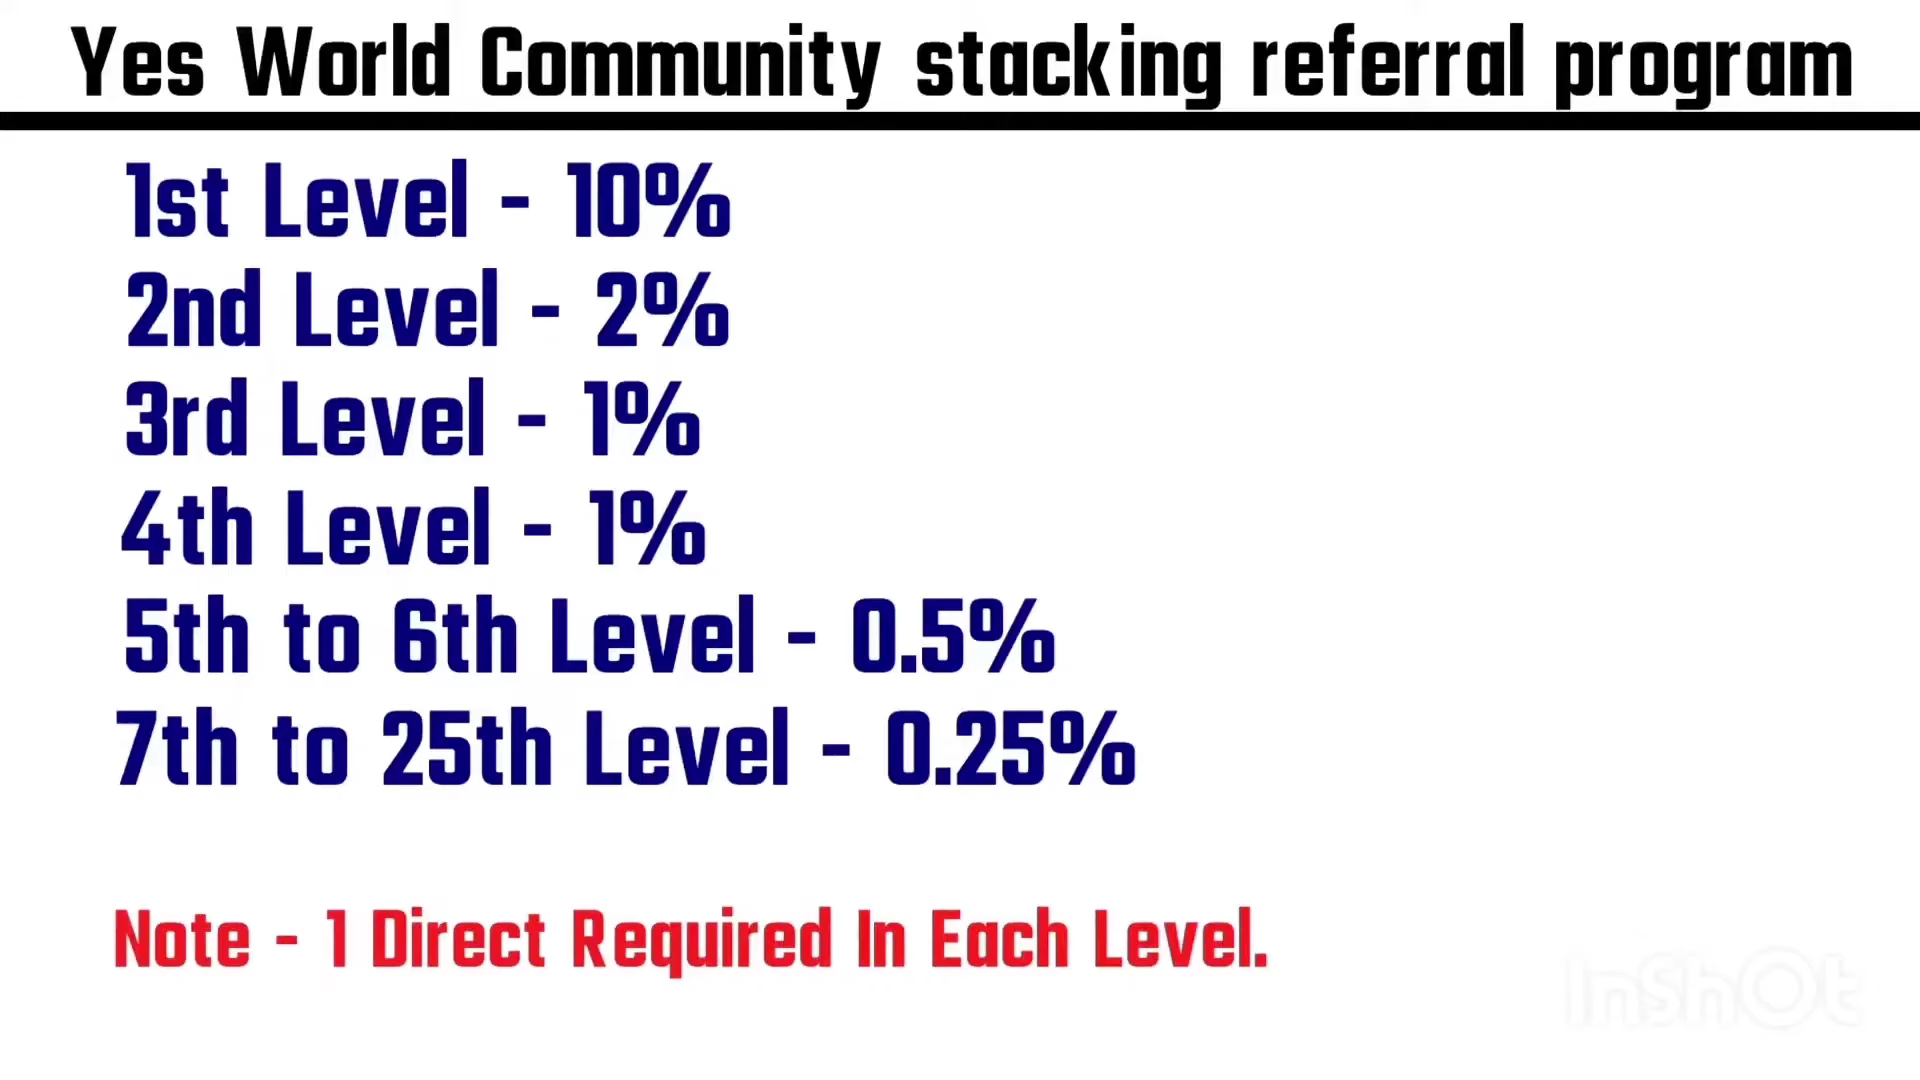 Yes World Community stacking referral program
1st Level - 10%
2nd Level - 2%
3rd Level - 1%
4th Level - 1%
5th to 6th Level - 0.5%
7th to 25th Level - 0.25%
Note - 1 Direct Required In Each Level.
InShOt